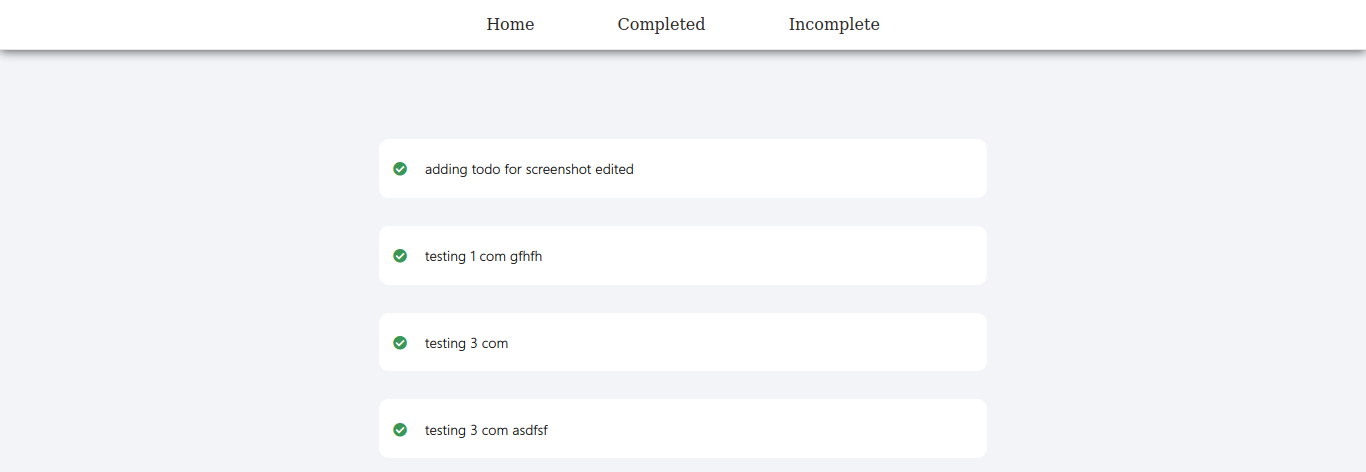 Home Completed Incomplete
adding todo for screenshot edited
testing 1 com gfhfh
testing 3 com
testing 3 com asdfsf